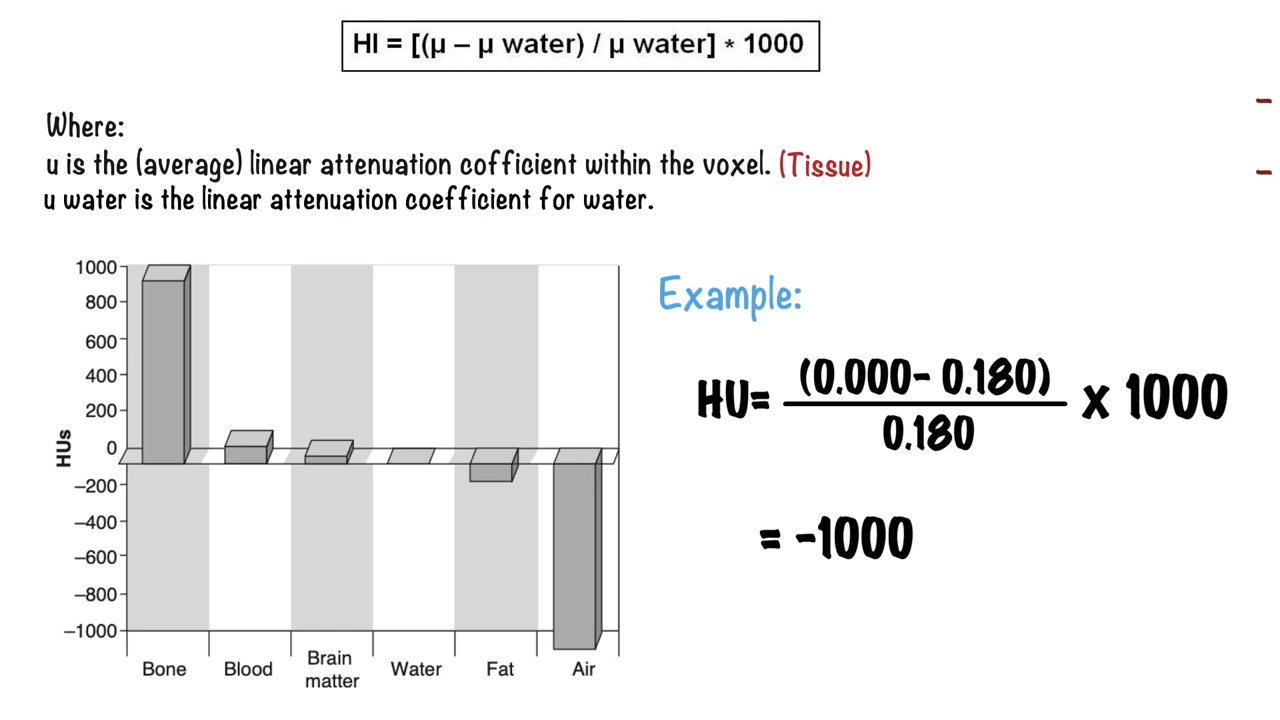 HI = [(µ – µ water) / µ water] * 1000
Where:
u is the (average) linear attenuation cofficient within the voxel. (Tissue)
u water is the linear attenuation coefficient for water.
Example:
HU= (0.000- 0.180) x 1000
0.180
= -1000
HUs
1000
800
600
400
200
0
–200
–400
–600
–800
–1000
Bone Blood Brain matter Water Fat Air